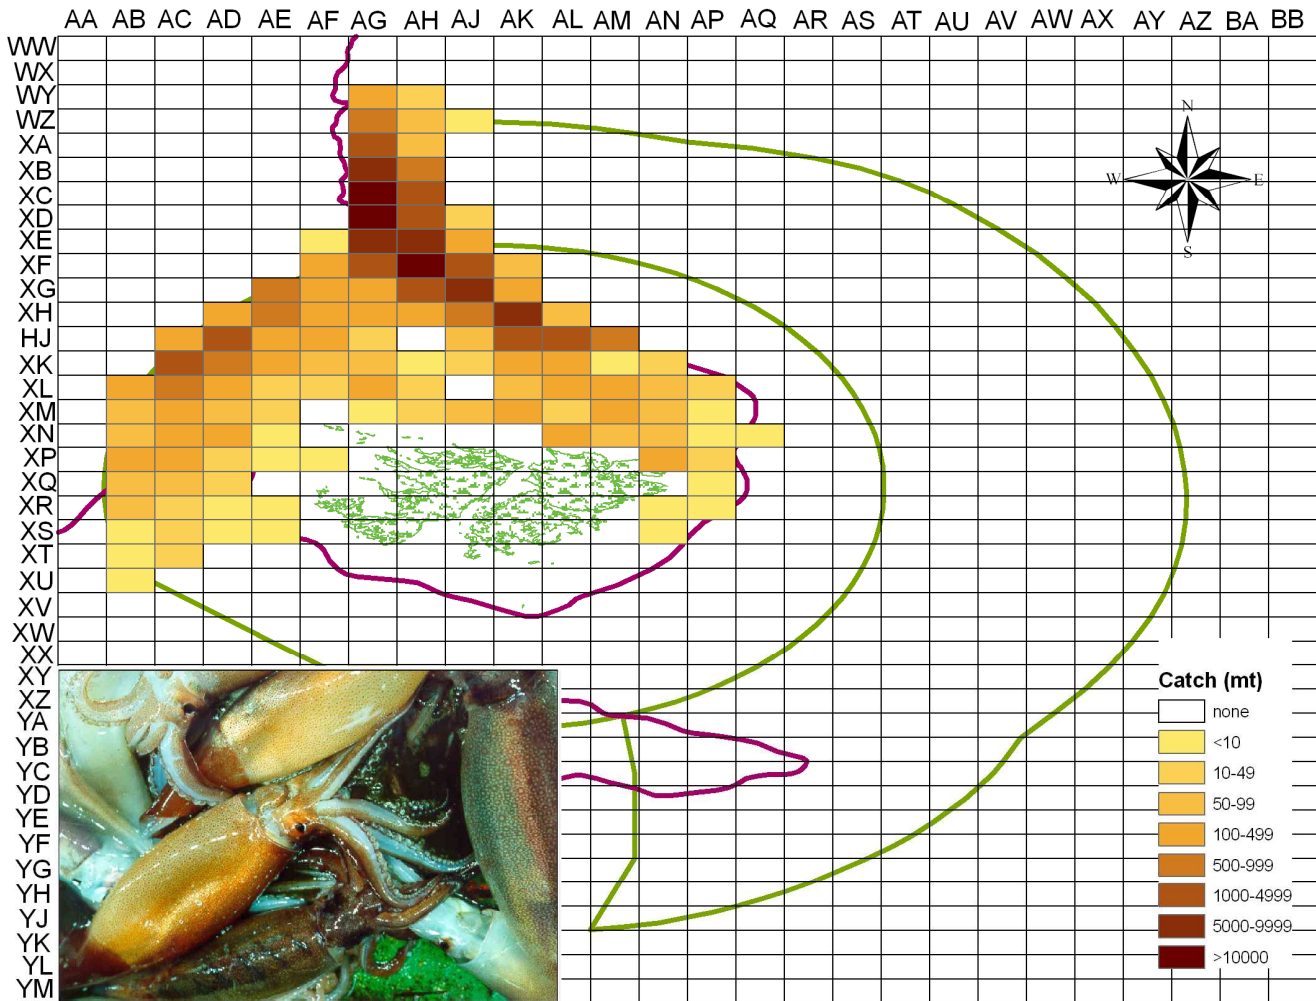 AA AB AC AD AE AF AG AH AJ AK AL AM AN AP AQ AR AS AT AU AV AW AX AY AZ BA BB
WW
WX
WY
WZ
XA
XB
XC
XD
XE
XF
XG
XH
HJ
XK
XL
XM
XN
XP
XQ
XR
XS
XT
XU
XV
XW
XX
XY
XZ
YA
YB
YC
YD
YE
YF
YG
YH
YJ
YK
YL
YM
N
W E
S
Catch (mt)
none
<10
10-49
50-99
100-499
500-999
1000-4999
5000-9999
>10000